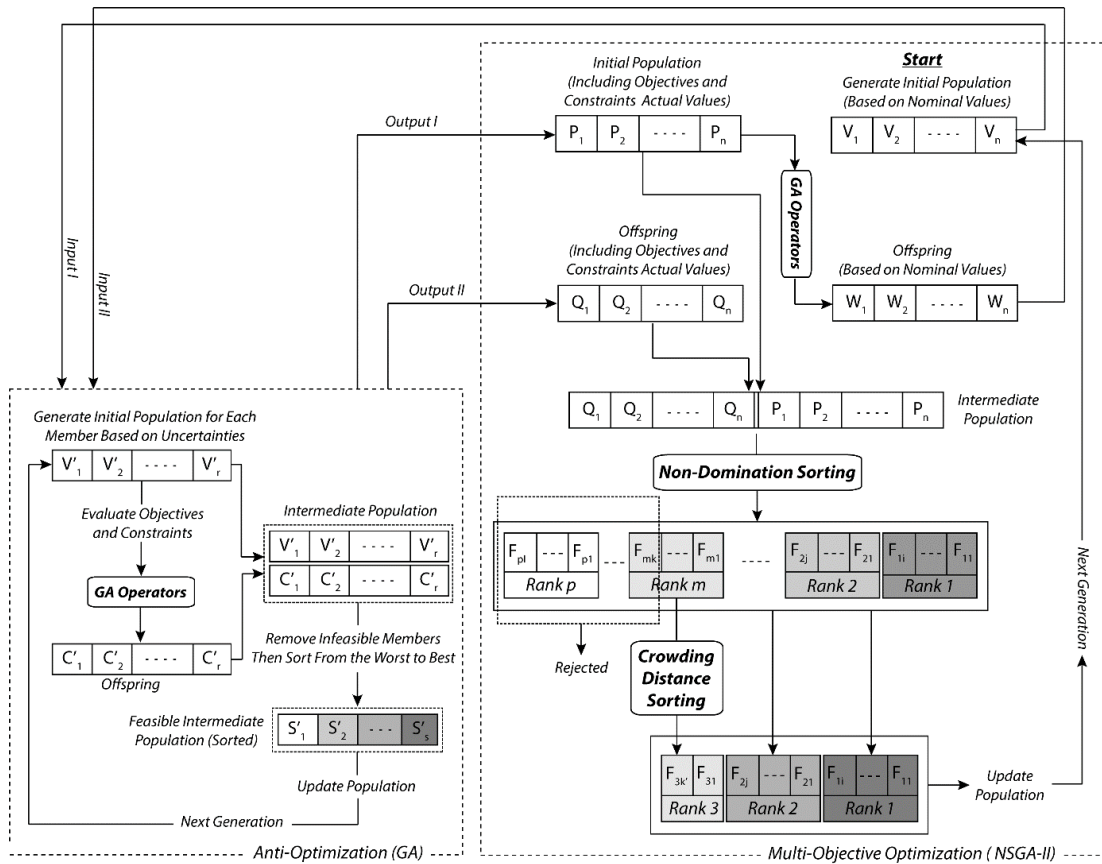 Start
Generate Initial Population
(Based on Nominal Values)
V1 V2 ---- Vn
Initial Population
(Including Objectives and
Constraints Actual Values)
P1 P2 ---- Pn
Output I
GA Operators
Offspring
(Including Objectives and
Constraints Actual Values)
Q1 Q2 ---- Qn
Output II
Offspring
(Based on Nominal Values)
W1 W2 ---- Wn
Input I
Input II
Q1 Q2 ---- Qn P1 P2 ---- Pn
Intermediate
Population
Non-Domination Sorting
Fpl --- Fp1 ---- Fmk --- Fm1 ---- F2j --- F21 F1i --- F11
Rank p Rank m Rank 2 Rank 1
Rejected
Crowding
Distance
Sorting
F3k' F31 F2j ---- F21 F1i ---- F11
Rank 3 Rank 2 Rank 1
Update
Population
Next Generation
Multi-Objective Optimization ( NSGA-II)
Generate Initial Population for Each
Member Based on Uncertainties
V'1 V'2 ---- V'r
Evaluate Objectives
and Constraints
GA Operators
C'1 C'2 ---- C'r
Offspring
Intermediate Population
V'1 V'2 ---- V'r
C'1 C'2 ---- C'r
Remove Infeasible Members
Then Sort From the Worst to Best
Feasible Intermediate
Population (Sorted)
S'1 S'2 --- S's
Update Population
Next Generation
Anti-Optimization (GA)